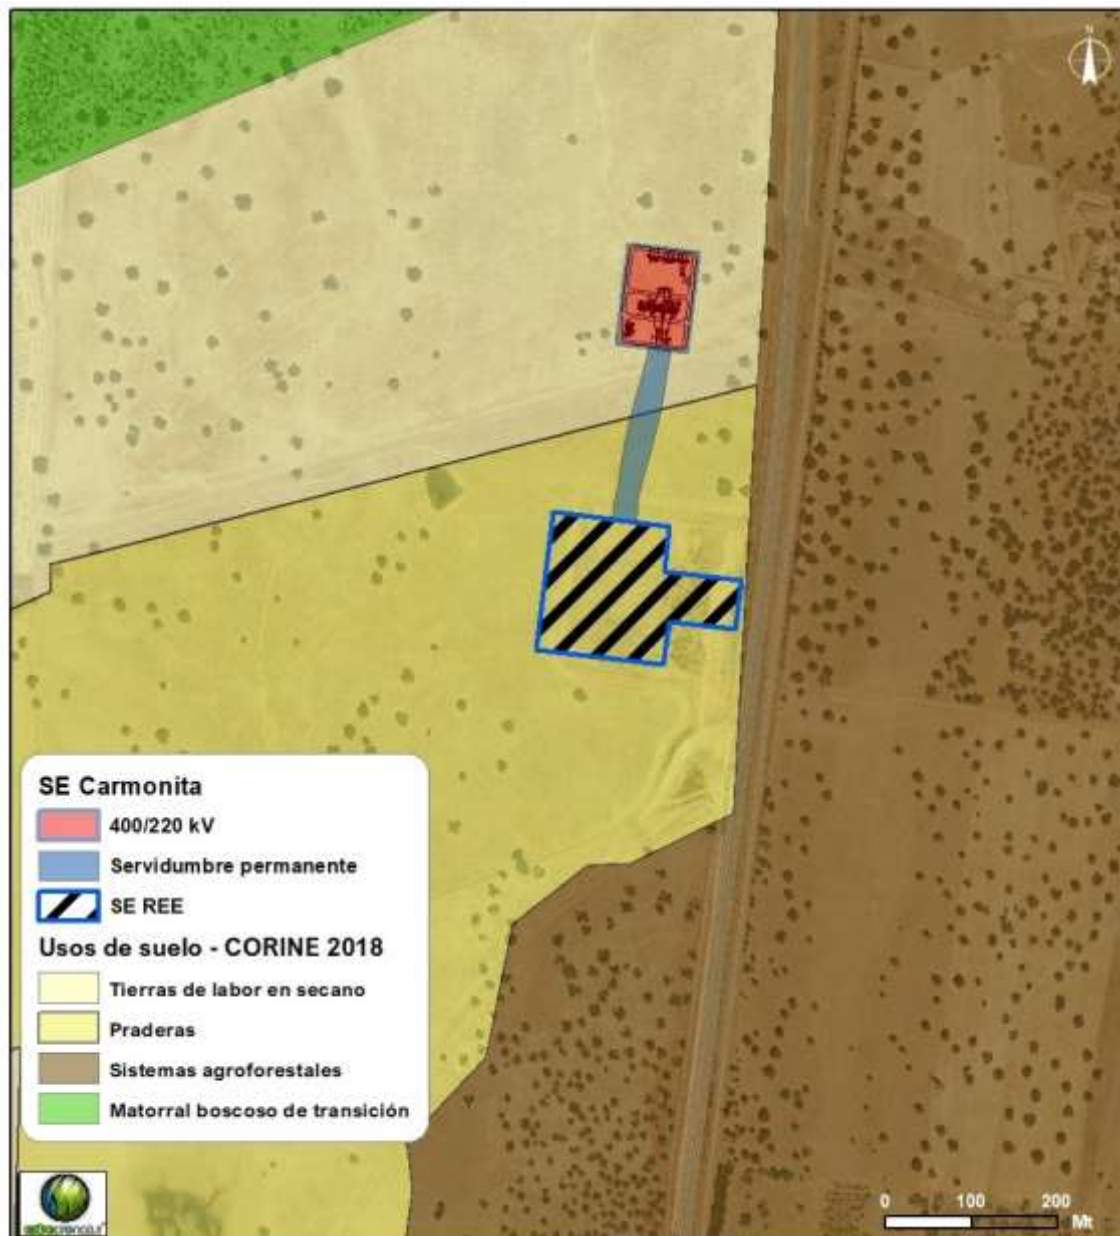 N
SE Carmonita
400/220 kV
Servidumbre permanente
SE REE
Usos de suelo - CORINE 2018
Tierras de labor en secano
Praderas
Sistemas agroforestales
Matorral boscoso de transición
0 100 200
Mt